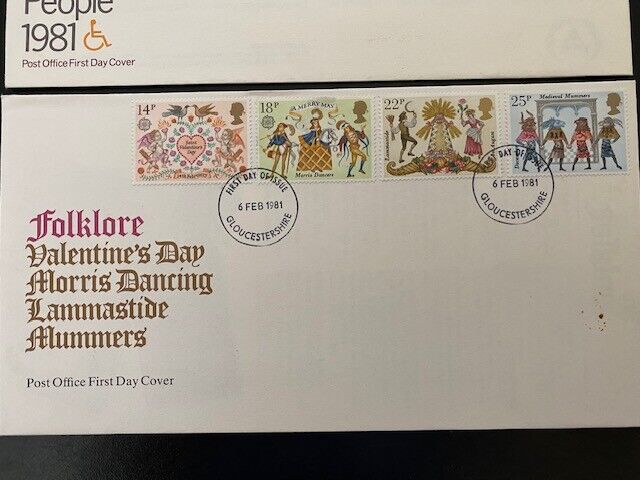 People
1981
Post Office First Day Cover
14P
Saint
Valentine's
Day
18P
A MERRY MAY
Morris Dancers
22P
Lammastide
25P
Medieval Mummers
FIRST DAY OF ISSUE
6 FEB 1981
GLOUCESTERSHIRE
FIRST DAY OF ISSUE
6 FEB 1981
GLOUCESTERSHIRE
Folklore
Valentine's Day
Morris Dancing
Lammastide
Mummers
Post Office First Day Cover